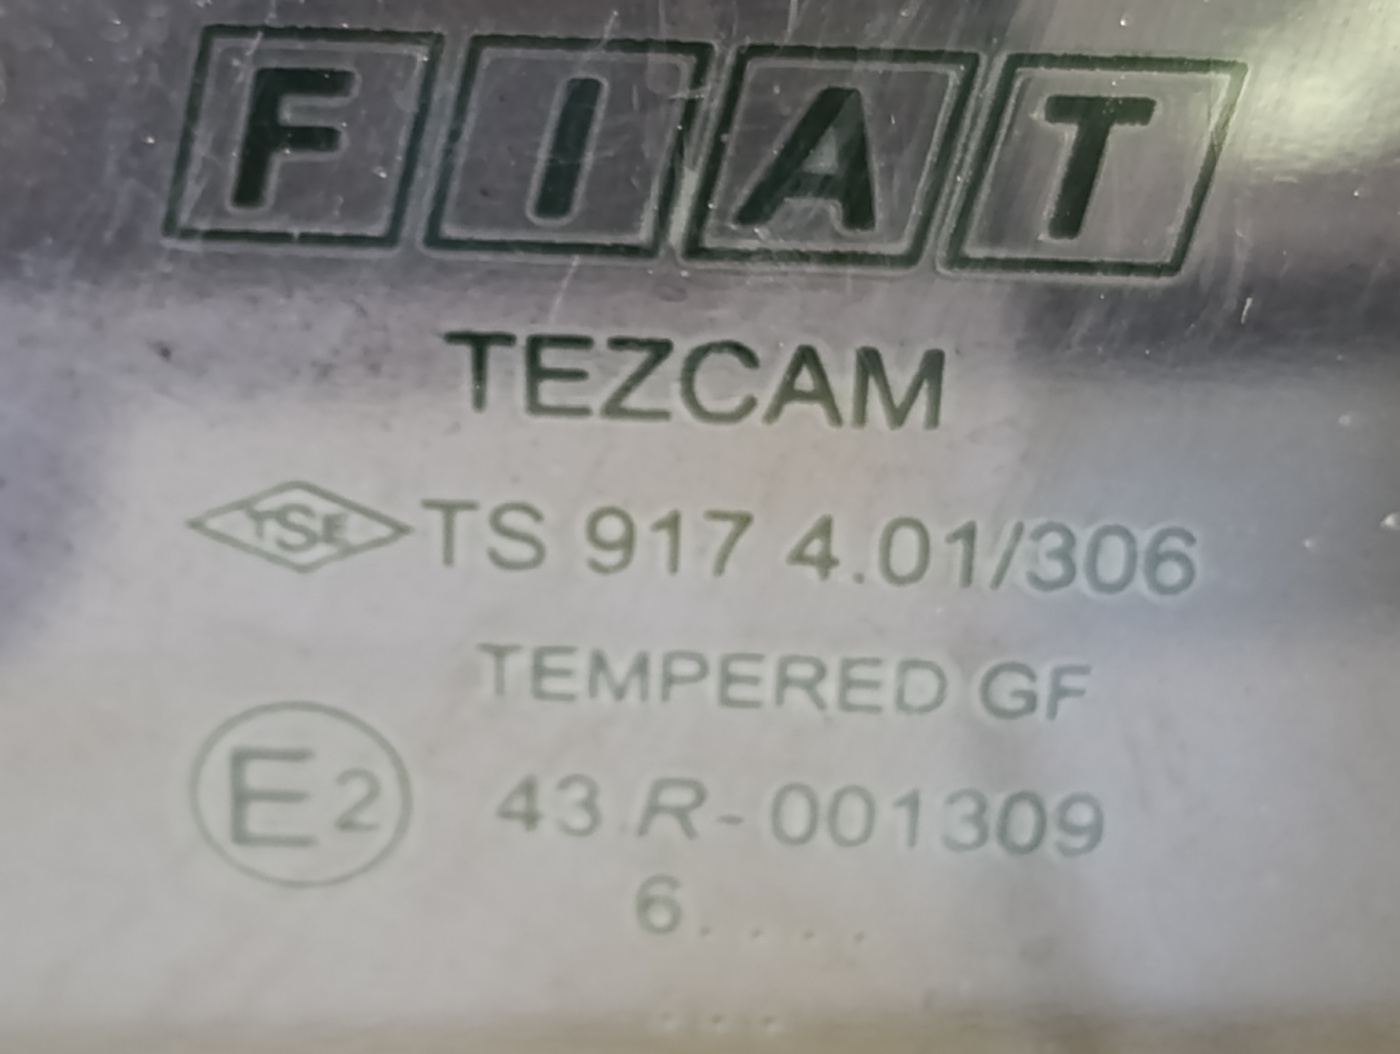 FIAT
TEZCAM
TSE TS 917 4.01/306
TEMPERED GF
E2 43 R-001309
6....
...